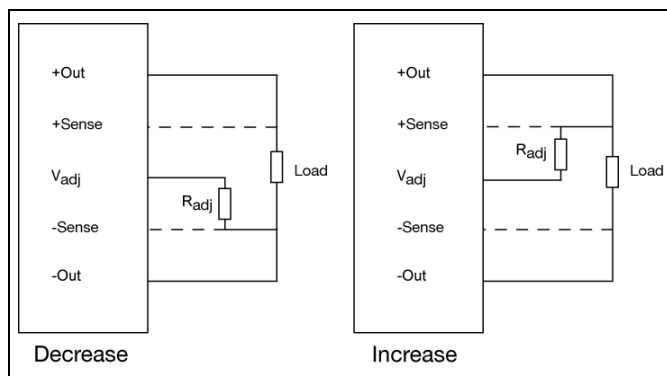 +Out
+Sense
Vadj
-Sense
-Out
Radj
Load
Decrease
+Out
+Sense
Vadj
-Sense
-Out
Radj
Load
Increase